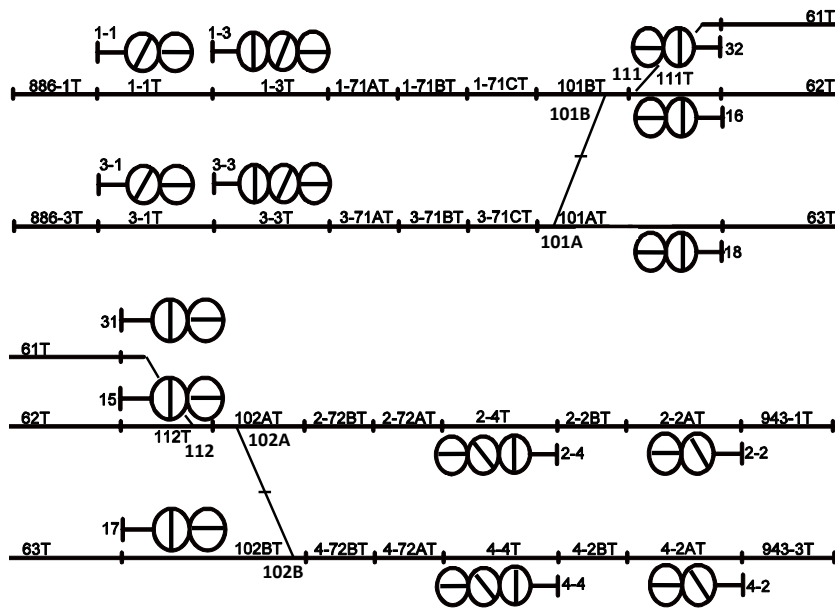 61T
1-1 1-3 32
886-1T 1-1T 1-3T 1-71AT 1-71BT 1-71CT 101BT 111 111T 62T
101B 16
3-1 3-3
886-3T 3-1T 3-3T 3-71AT 3-71BT 3-71CT 101AT 63T
101A 18
31
61T
15
62T 112T 112 102AT 102A 2-72BT 2-72AT 2-4T 2-2BT 2-2AT 943-1T
2-4 2-2
17
63T 102BT 102B 4-72BT 4-72AT 4-4T 4-2BT 4-2AT 943-3T
4-4 4-2